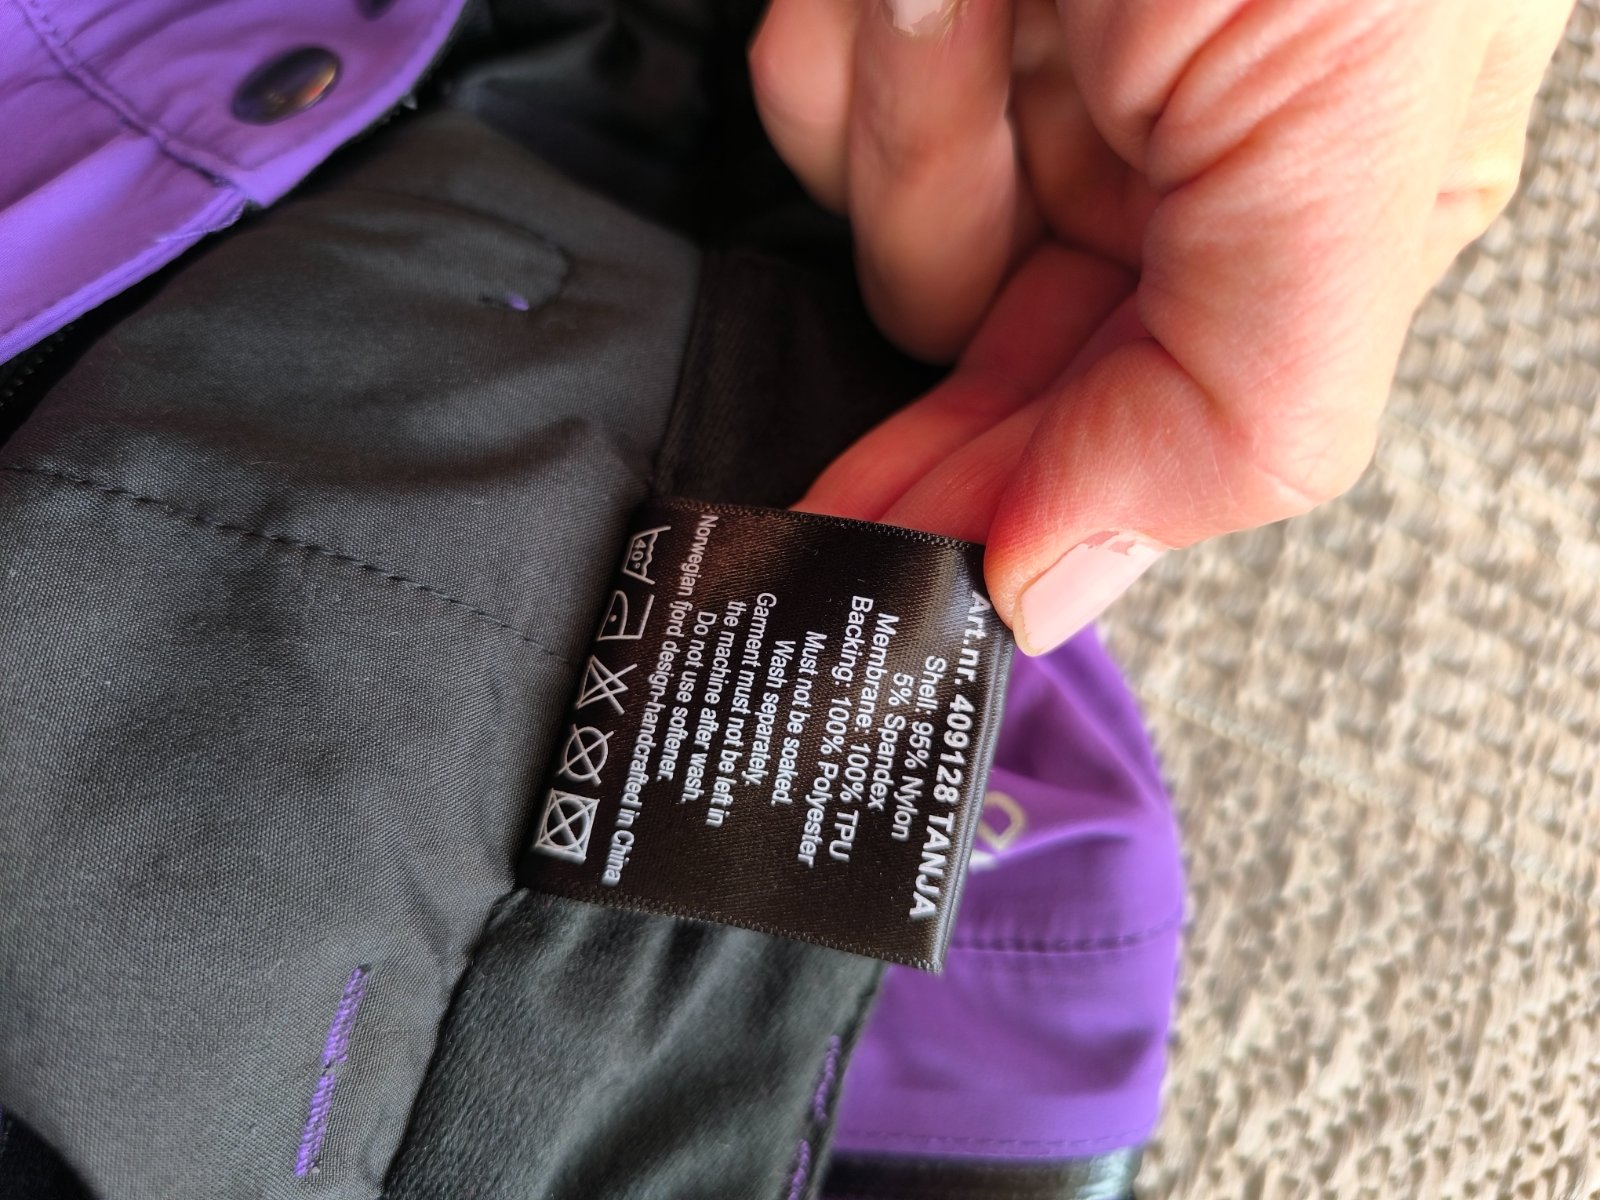 Art.nr. 409128 TANJA
Shell: 95% Nylon
5% Spandex
Membrane: 100% TPU
Backing: 100% Polyester
Must not be soaked.
Wash separately.
Garment must not be left in
the machine after wash.
Do not use softener.
Norwegian fjord design-handcrafted in China
40°